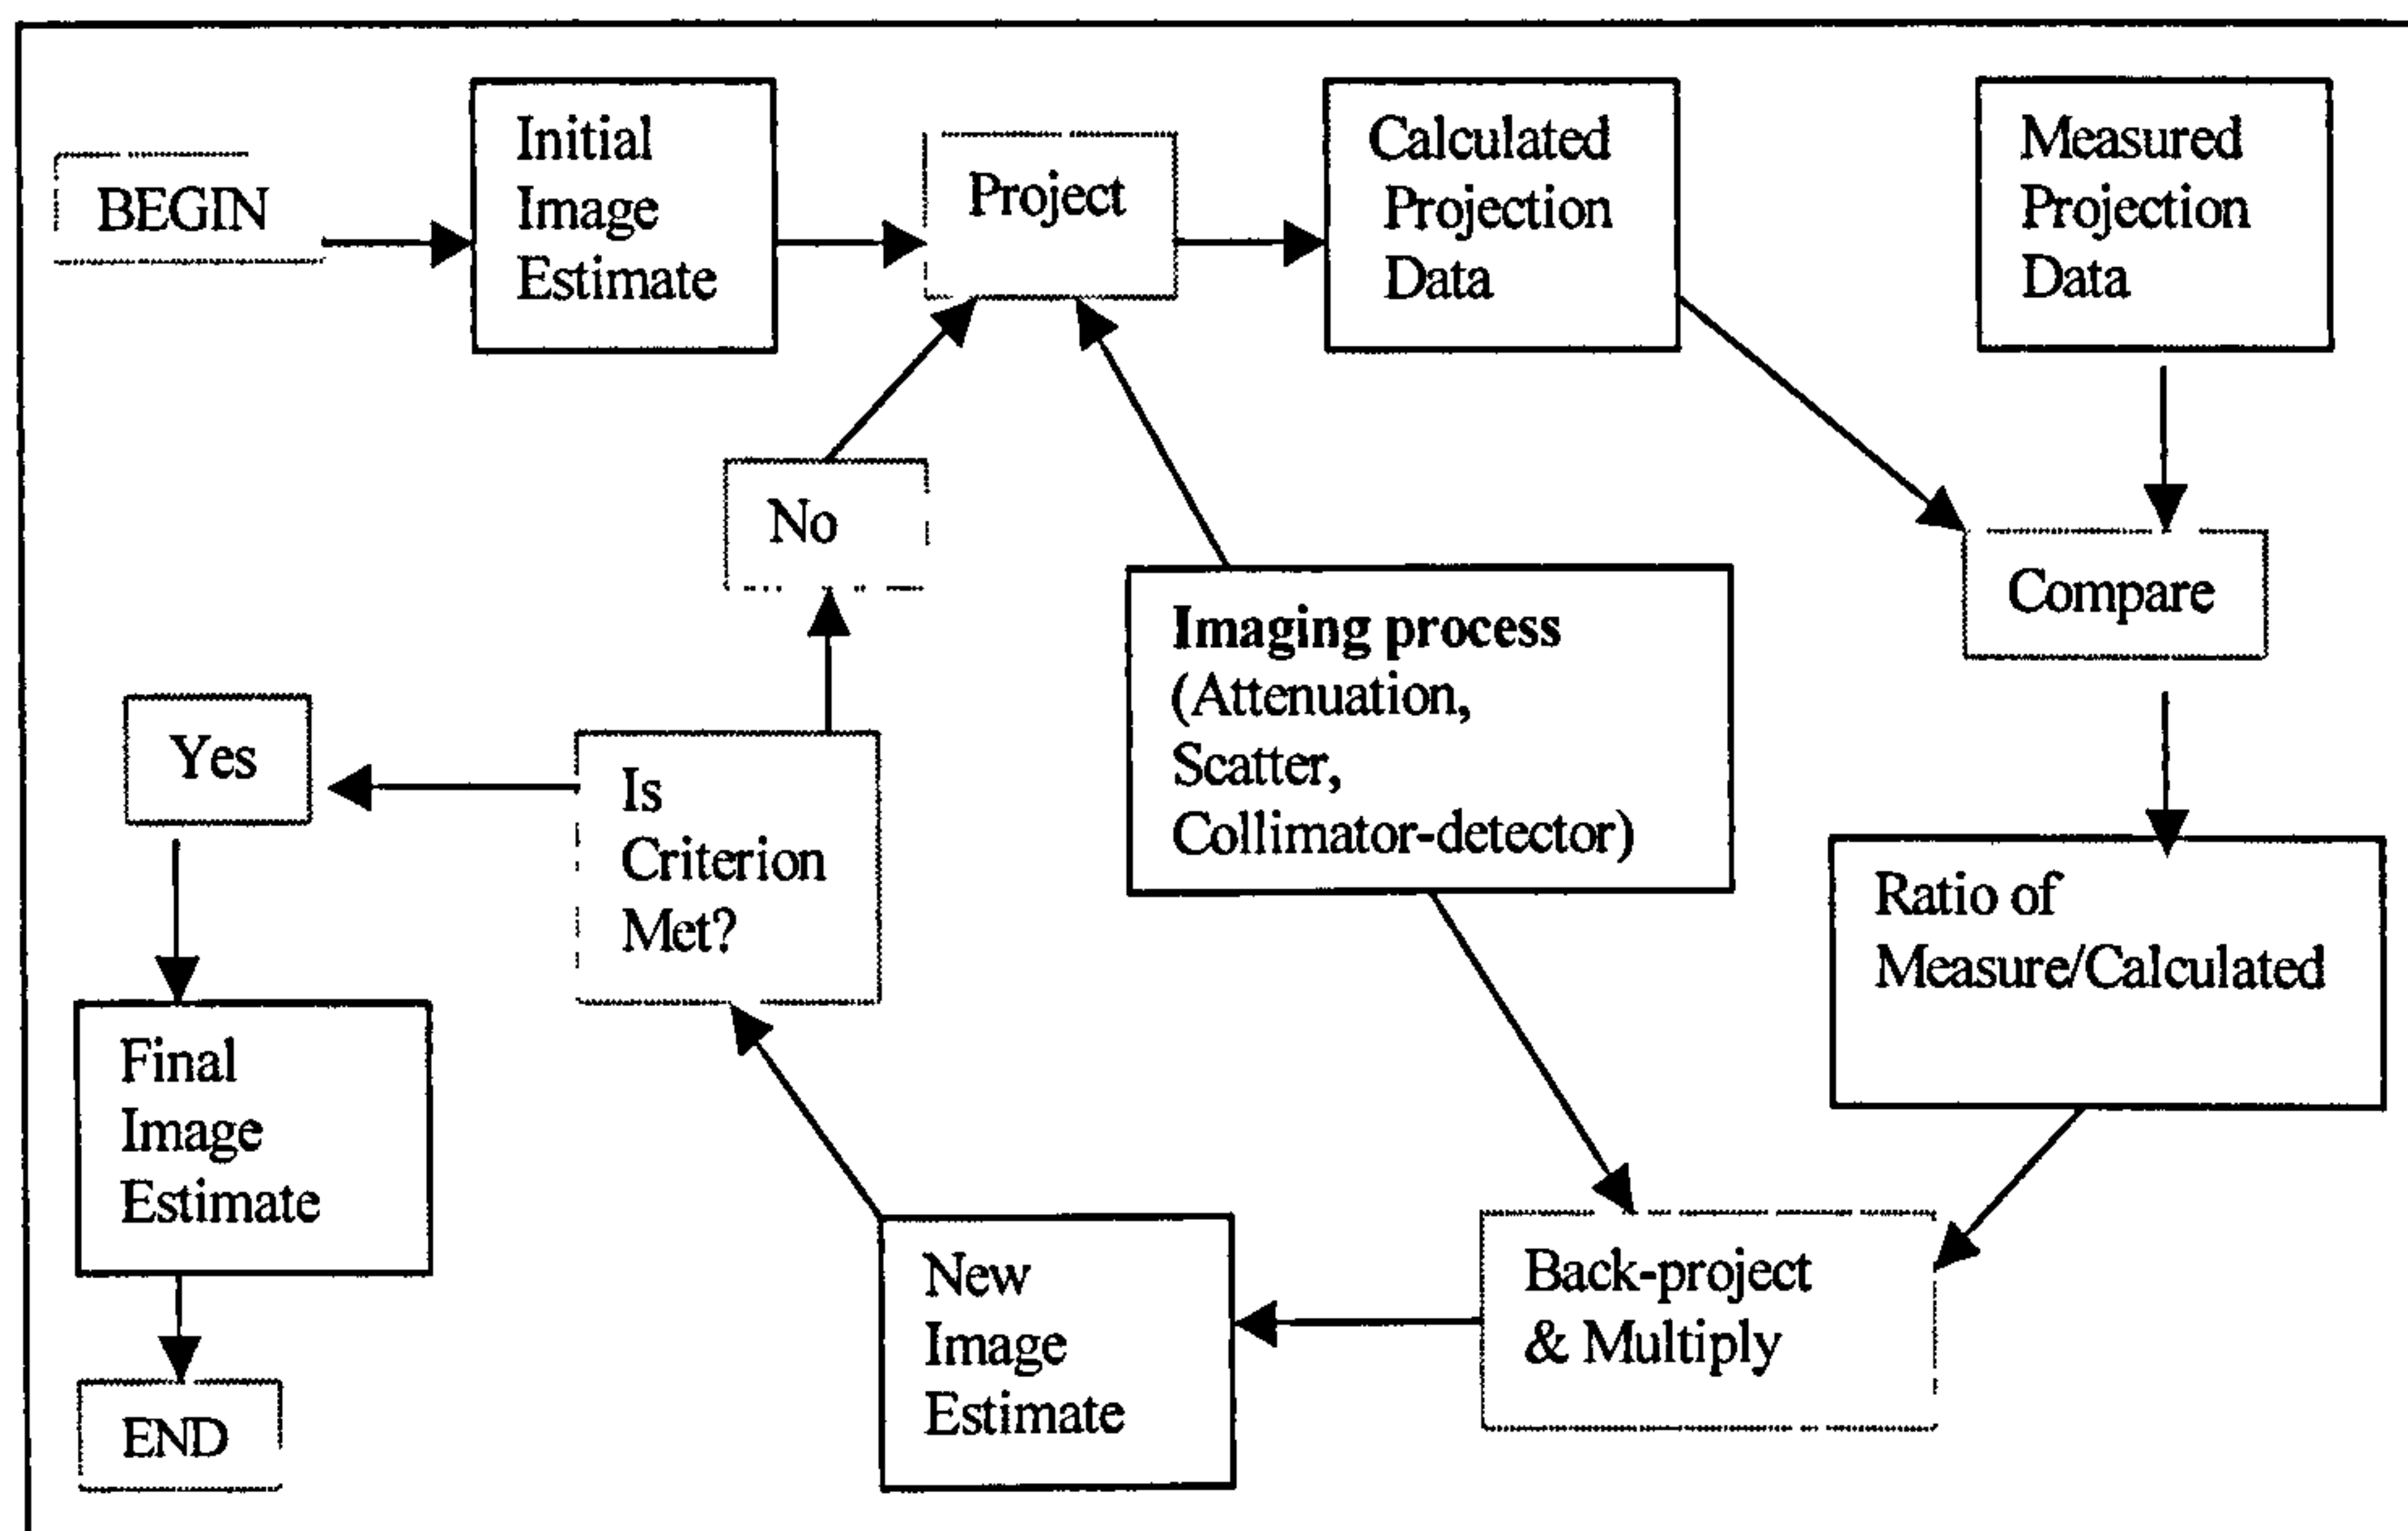 BEGIN
Initial
Image
Estimate
Project
Calculated
Projection
Data
Measured
Projection
Data
No
Compare
Imaging process
(Attenuation,
Scatter,
Collimator-detector)
Yes
Is
Criterion
Met?
Ratio of
Measure/Calculated
Final
Image
Estimate
New
Image
Estimate
Back-project
& Multiply
END